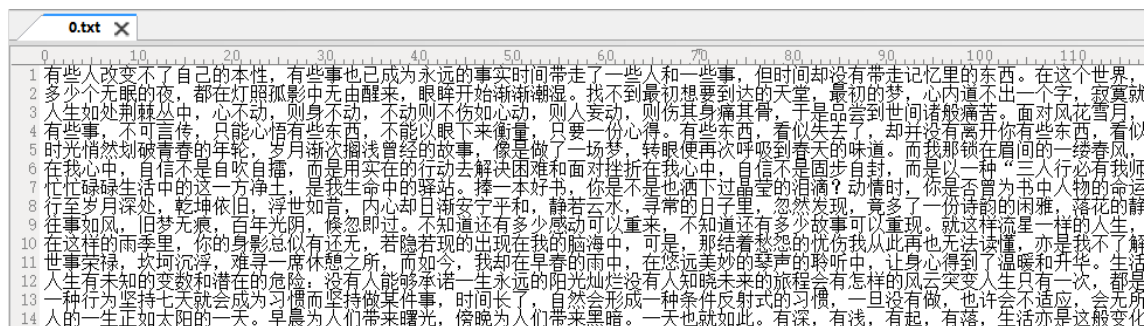 0.txt
0 10 20 30 40 50 60 70 80 90 100 110
1 有些人改变不了自己的本性，有些事也已成为永远的事实时间带走了一些人和一些事，但时间却没有带走记忆里的东西。在这个世界，
2 多少个无眠的夜，都在灯照孤影中无由醒来，眼眸开始渐渐潮湿。找不到最初想要到达的天堂，最初的梦，心内道不出一个字，寂寞就
3 人生如处荆棘丛中，心不动，则身不动，不动则不伤如心动，则人妄动，则伤其身痛其骨，于是品尝到世间诸般痛苦。面对风花雪月，
4 有些事，不可言传，只能心悟有些东西，不能以眼下来衡量，只要一份心得。有些东西，看似失去了，却并没有离开你有些东西，看似
5 时光悄然划破青春的年轮，岁月渐次搁浅曾经的故事，像是做了一场梦，转眼便再次呼吸到春天的味道。而我那锁在眉间的一缕春风，
6 在我心中，自信不是自吹自擂，而是用实在的行动去解决困难和面对挫折在我心中，自信不是固步自封，而是以一种“三人行必有我师
7 忙忙碌碌生活中的这一方净土，是我生命中的驿站。捧一本好书，你是不是也洒下过晶莹的泪滴？动情时，你是否曾为书中人物的命运
8 行至岁月深处，乾坤依旧，浮世如昔，内心却日渐安宁平和，静若云水，寻常的日子里，忽然发现，竟多了一份诗韵的闲雅，落花的静
9 往事如风，旧梦无痕，百年光阴，倏忽即过。不知道还有多少感动可以重来，不知道还有多少故事可以重现。就这样流星一样的人生，
10 在这样的雨季里，你的身影总似有还无，若隐若现的出现在我的脑海中，可是，那结着愁怨的忧伤我从此再也无法读懂，亦是我不了解
11 世事荣禄，坎坷沉浮，难寻一席休憩之所，而如今，我却在早春的雨中，在悠远美妙的琴声的聆听中，让身心得到了温暖和升华。生活
12 人生有未知的变数和潜在的危险：没有人能够承诺一生永远的阳光灿烂没有人知晓未来的旅程会有怎样的风云突变人生只有一次，都是
13 一种行为坚持七天就会成为习惯而坚持做某件事，时间长了，自然会形成一种条件反射式的习惯，一旦没有做，也许会不适应，会无所
14 人的一生正如太阳的一天。早晨为人们带来曙光，傍晚为人们带来黑暗。一天也就如此。有深，有浅，有起，有落，生活亦是这般变化